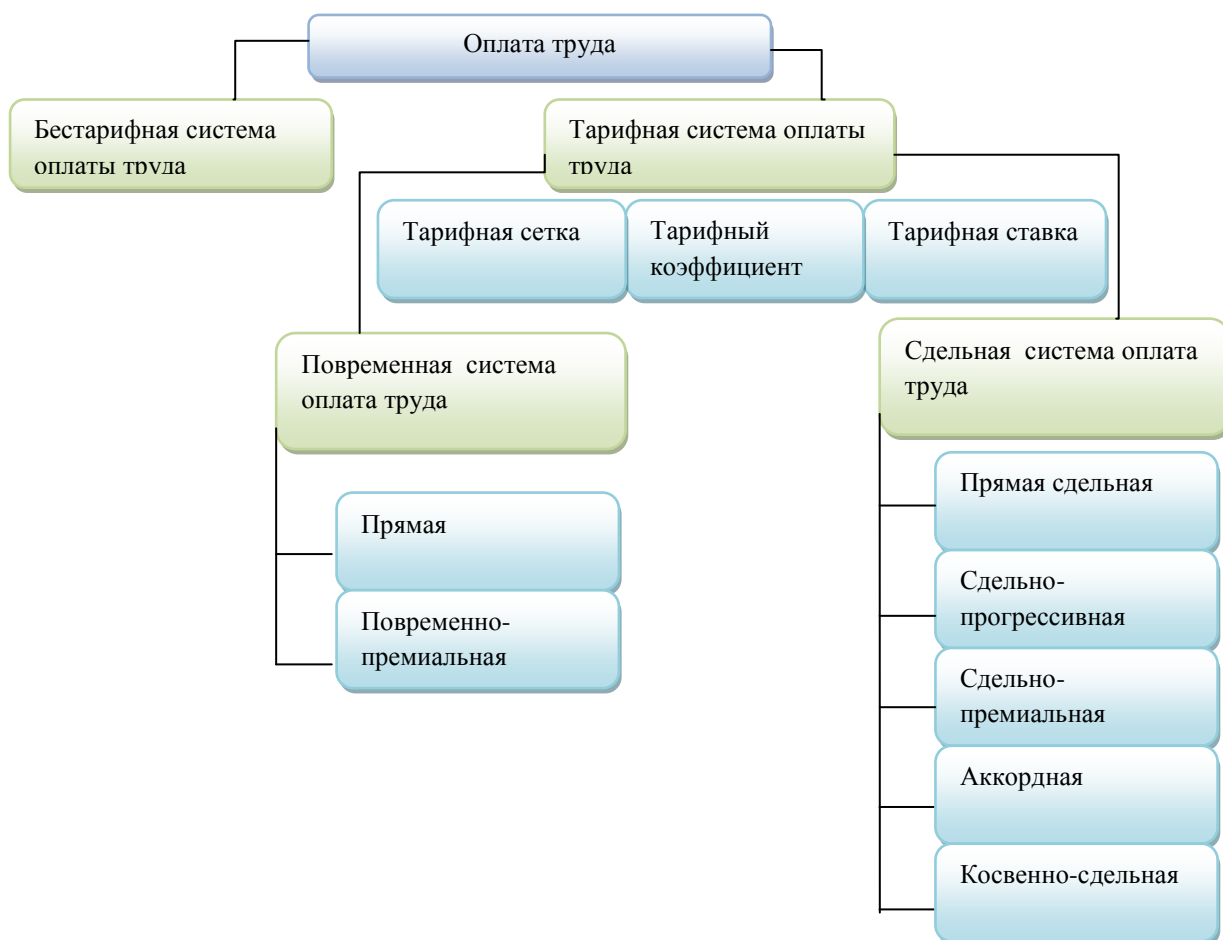 Оплата труда
Бестарифная система
оплаты труда
Тарифная система оплаты
труда
Тарифная сетка
Тарифный
коэффициент
Тарифная ставка
Повременная система
оплата труда
Прямая
Повременно-
премиальная
Сдельная система оплата
труда
Прямая сдельная
Сдельно-
прогрессивная
Сдельно-
премиальная
Аккордная
Косвенно-сдельная